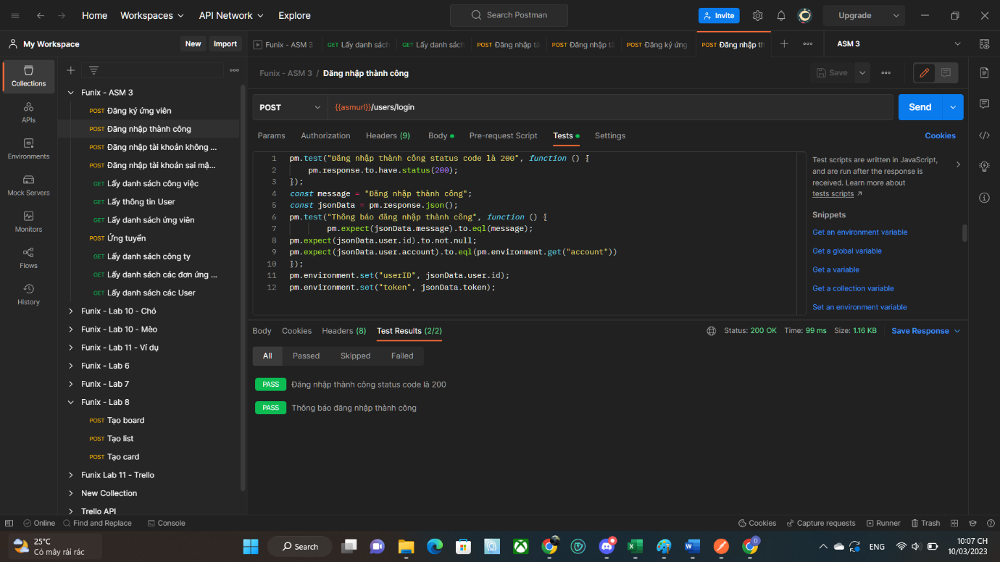 Home Workspaces API Network Explore Search Postman Invite Upgrade
My Workspace New Import Funix - ASM 3 GET Lấy danh sách GET Lấy danh sách POST Đăng nhập tà POST Đăng nhập tà POST Đăng ký ứng POST Đăng nhập th ASM 3
Collections
APIs
Environments
Mock Servers
Monitors
Flows
History
Funix - ASM 3
POST Đăng ký ứng viên
POST Đăng nhập thành công
POST Đăng nhập tài khoản không ...
POST Đăng nhập tài khoản sai mậ...
GET Lấy danh sách công việc
GET Lấy thông tin User
GET Lấy danh sách ứng viên
POST Ứng tuyển
GET Lấy danh sách công ty
GET Lấy danh sách các đơn ứng ...
GET Lấy danh sách các User
Funix - Lab 10 - Chó
Funix - Lab 10 - Mèo
Funix - Lab 11 - Ví dụ
Funix - Lab 6
Funix - Lab 7
Funix - Lab 8
POST Tạo board
POST Tạo list
POST Tạo card
Funix Lab 11 - Trello
New Collection
Trello API
Funix - ASM 3 / Đăng nhập thành công Save
POST {{asmurl}}/users/login Send
Params Authorization Headers (9) Body Pre-request Script Tests Settings Cookies
1 pm.test("Đăng nhập thành công status code là 200", function () {
2 pm.response.to.have.status(200);
3 });
4 const message = "Đăng nhập thành công";
5 const jsonData = pm.response.json();
6 pm.test("Thông báo đăng nhập thành công", function () {
7 pm.expect(jsonData.message).to.eql(message);
8 pm.expect(jsonData.user.id).to.not.null;
9 pm.expect(jsonData.user.account).to.eql(pm.environment.get("account"))
10 });
11 pm.environment.set("userID", jsonData.user.id);
12 pm.environment.set("token", jsonData.token);
Test scripts are written in JavaScript,
and are run after the response is
received. Learn more about
tests scripts
Snippets
Get an environment variable
Get a global variable
Get a variable
Get a collection variable
Set an environment variable
Body Cookies Headers (8) Test Results (2/2) Status: 200 OK Time: 99 ms Size: 1.16 KB Save Response
All Passed Skipped Failed
PASS Đăng nhập thành công status code là 200
PASS Thông báo đăng nhập thành công
Online Find and Replace Console Cookies Capture requests Runner Trash
25°C
Có mây rải rác
Search
ENG
10:07 CH
10/03/2023